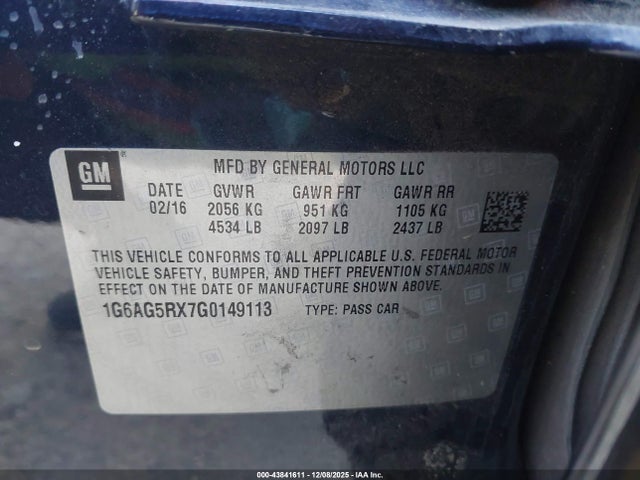 GM
MFD BY GENERAL MOTORS LLC
DATE GVWR GAWR FRT GAWR RR
02/16 2056 KG 951 KG 1105 KG
4534 LB 2097 LB 2437 LB
THIS VEHICLE CONFORMS TO ALL APPLICABLE U.S. FEDERAL MOTOR
VEHICLE SAFETY, BUMPER, AND THEFT PREVENTION STANDARDS
IN EFFECT ON THE DATE OF MANUFACTURE SHOWN ABOVE.
1G6AG5RX7G0149113 TYPE: PASS CAR
000-43841611 - 12/08/2025 - IAA Inc.